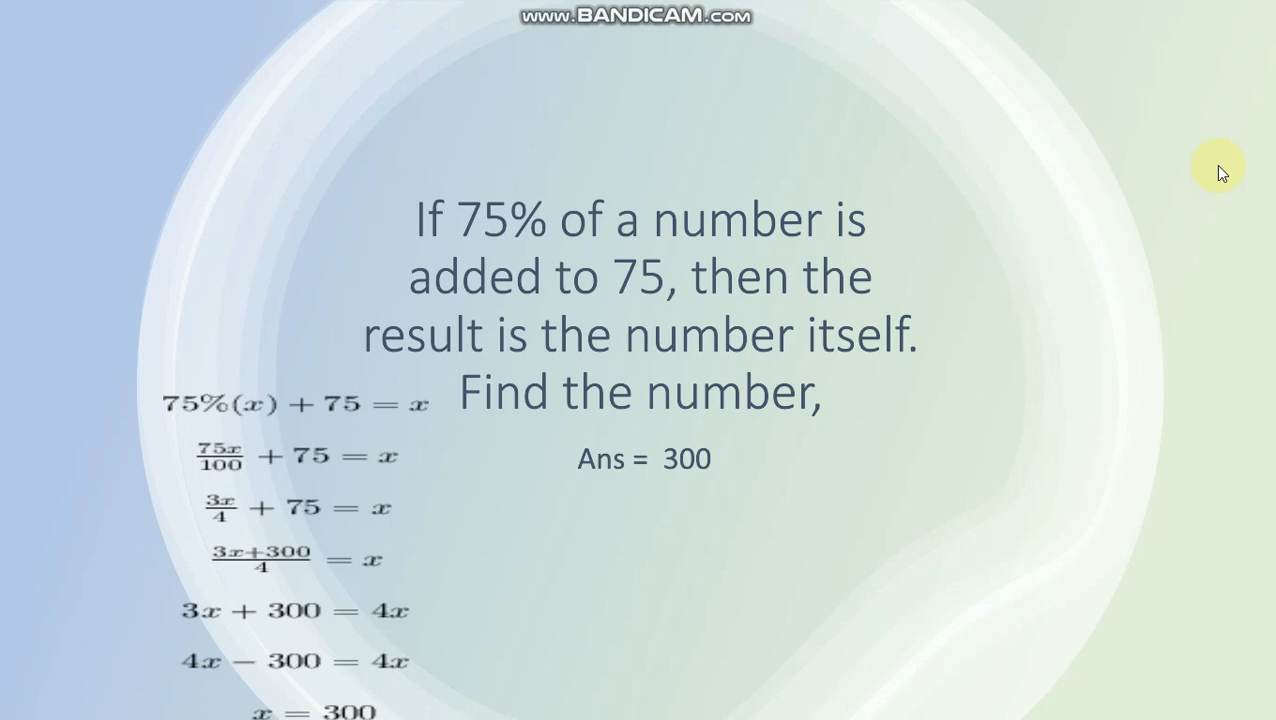 www.BANDICAM.com
If 75% of a number is
added to 75, then the
result is the number itself.
Find the number,
Ans =  300
75%(x) + 75 = x
75x/100 + 75 = x
3x/4 + 75 = x
3x+300/4 = x
3x + 300 = 4x
4x − 300 = 4x
x = 300